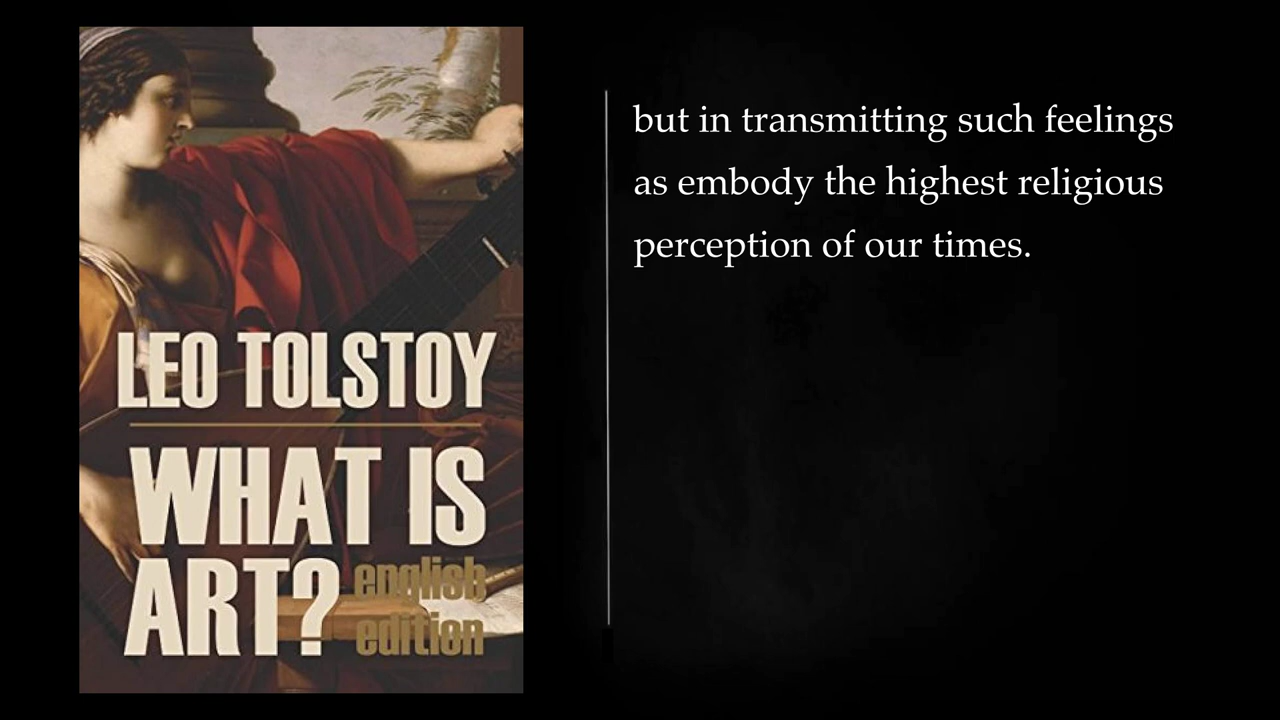 LEO TOLSTOY
WHAT IS
ART?
english
edition
but in transmitting such feelings
as embody the highest religious
perception of our times.